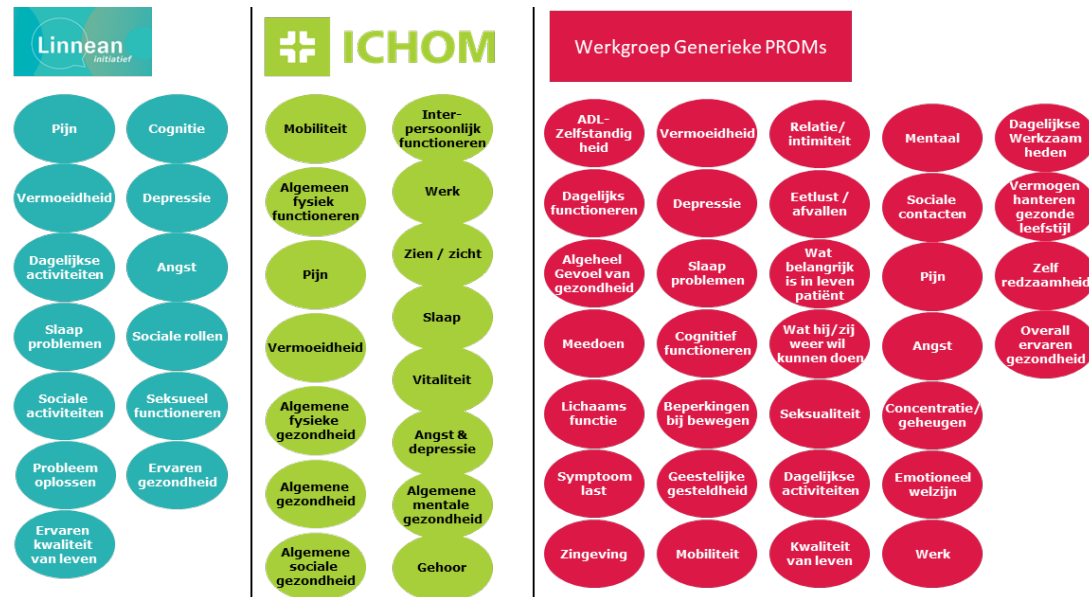 Linnean
initiatief
Pijn
Cognitie
Vermoeidheid
Depressie
Dagelijkse
activiteiten
Angst
Slaap
problemen
Sociale rollen
Sociale
activiteiten
Seksueel
functioneren
Probleem
oplossen
Ervaren
gezondheid
Ervaren
kwaliteit
van leven
ICHOM
Mobiliteit
Inter-
persoonlijk
functioneren
Algemeen
fysiek
functioneren
Werk
Pijn
Zien / zicht
Vermoeidheid
Slaap
Algemene
fysieke
gezondheid
Vitaliteit
Algemene
gezondheid
Angst &
depressie
Algemene
sociale
gezondheid
Algemene
mentale
gezondheid
Gehoor
Werkgroep Generieke PROMs
ADL-
Zelfstandig
heid
Vermoeidheid
Relatie/
intimiteit
Mentaal
Dagelijkse
Werkzaam
heden
Dagelijks
functioneren
Depressie
Eetlust /
afvallen
Sociale
contacten
Vermogen
hanteren
gezonde
leefstijl
Algeheel
Gevoel van
gezondheid
Slaap
problemen
Wat
belangrijk
is in leven
patiënt
Pijn
Zelf
redzaamheid
Meedoen
Cognitief
functioneren
Wat hij/zij
weer wil
kunnen doen
Angst
Overall
ervaren
gezondheid
Lichaams
functie
Beperkingen
bij bewegen
Seksualiteit
Concentratie/
geheugen
Symptoom
last
Geestelijke
gesteldheid
Dagelijkse
activiteiten
Emotioneel
welzijn
Zingeving
Mobiliteit
Kwaliteit
van leven
Werk